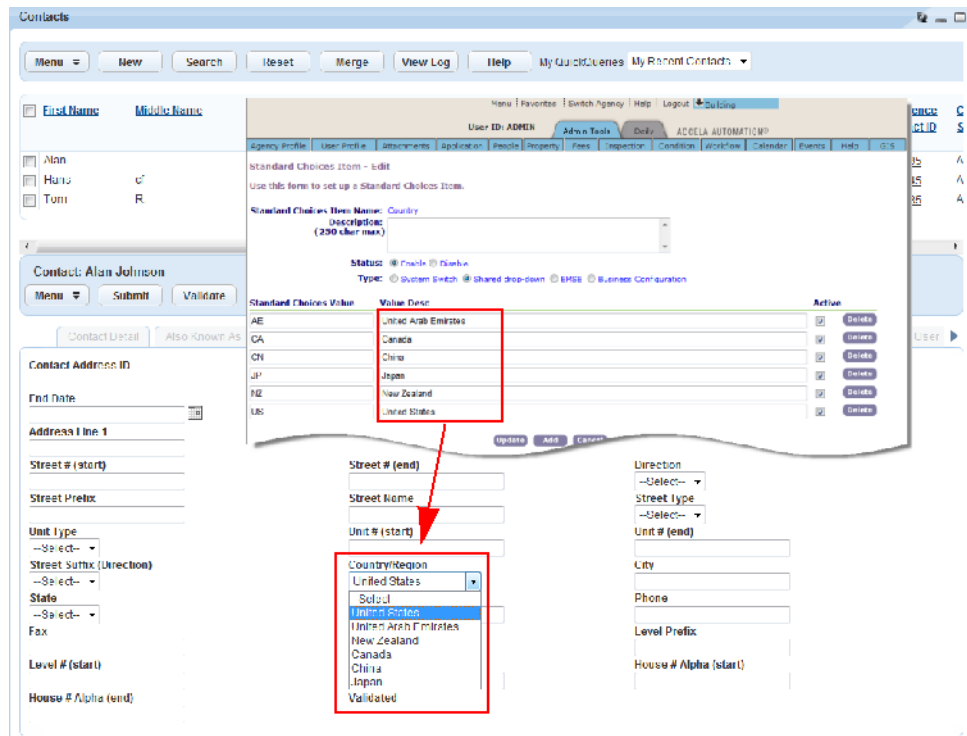 Contacts
Menu New Search Reset Merge View Log Help My QuickQueries My Recent Contacts
First Name Middle Name
Alan
Hans cf
Tom R.
Menu Favorites Switch Agency Help Logout Building
User ID: ADMIN Admin Tools Daily ACCELA AUTOMATION®
Agency Profile User Profile Attachments Application People Property Fees Inspection Condition Workflow Calendar Events Help GIS
Standard Choices Item - Edit
Use this form to set up a Standard Choices Item.
Standard Choices Item Name: Country
Description:
(250 char max)
Status: Enable Disable
Type: System Switch Shared drop-down EMSE Business Configuration
Standard Choices Value Value Desc Active
AE United Arab Emirates Delete
CA Canada Delete
CN China Delete
JP Japan Delete
NZ New Zealand Delete
US United States Delete
Update Add Cancel
Contact: Alan Johnson
Menu Submit Validate
Contact Detail Also Known As User
Contact Address ID
End Date
Address Line 1
Street # (start) Street # (end) Direction
--Select--
Street Prefix Street Name Street Type
--Select--
Unit Type Unit # (start) Unit # (end)
--Select--
Street Suffix (Direction) Country/Region City
--Select-- United States
State Select Phone
--Select-- United States
United Arab Emirates
Fax Level Prefix
New Zealand
Canada
Level # (start) China House # Alpha (start)
Japan
House # Alpha (end) Validated